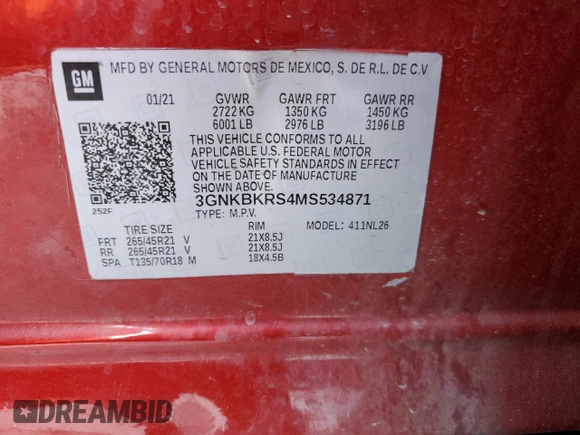 GM
MFD BY GENERAL MOTORS DE MEXICO, S. DE R.L. DE C.V
01/21 GVWR GAWR FRT GAWR RR
2722 KG 1350 KG 1450 KG
6001 LB 2976 LB 3196 LB
THIS VEHICLE CONFORMS TO ALL
APPLICABLE U.S. FEDERAL MOTOR
VEHICLE SAFETY STANDARDS IN EFFECT
ON THE DATE OF MANUFACTURE
SHOWN ABOVE.
252F 3GNKBKRS4MS534871
TYPE: M.P.V. MODEL: 411NL26
TIRE SIZE RIM
FRT 265/45R21 V 21X8.5J
RR 265/45R21 V 21X8.5J
SPA T135/70R18 M 18X4.5B
DREAMBID